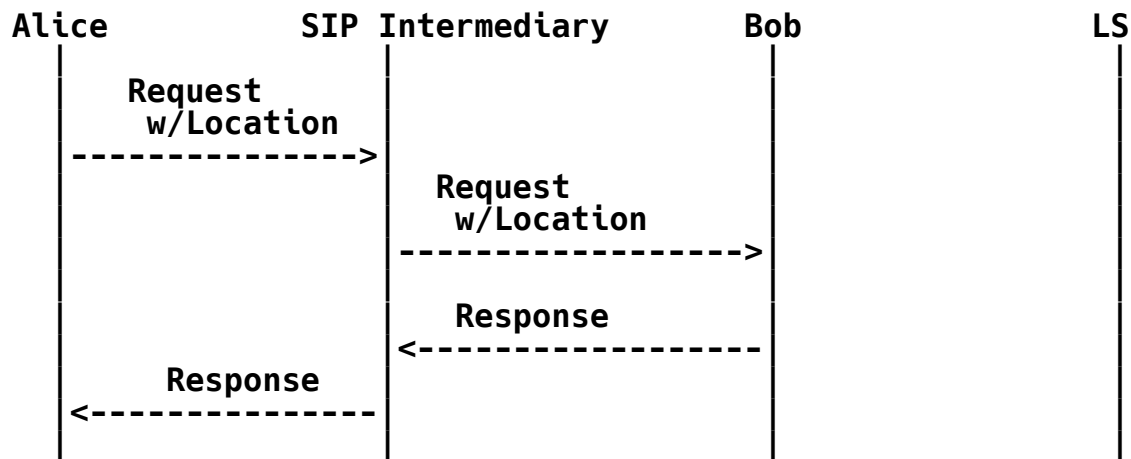 Alice SIP Intermediary Bob LS
Request
w/Location
Request
w/Location
Response
Response